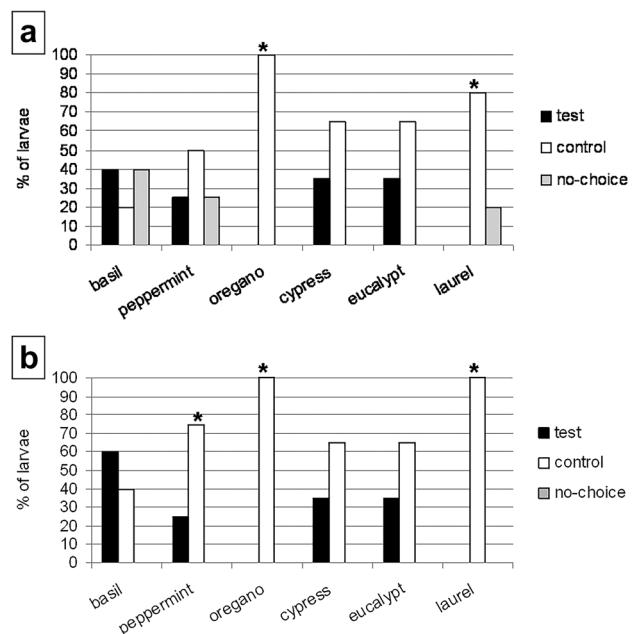 a
*
*
100
90
80
70
60
50
40
30
20
10
0
% of larvae
test
control
no-choice
basil
peppermint
oregano
cypress
eucalypt
laurel
b
*
*
*
100
90
80
70
60
50
40
30
20
10
0
% of larvae
test
control
no-choice
basil
peppermint
oregano
cypress
eucalypt
laurel